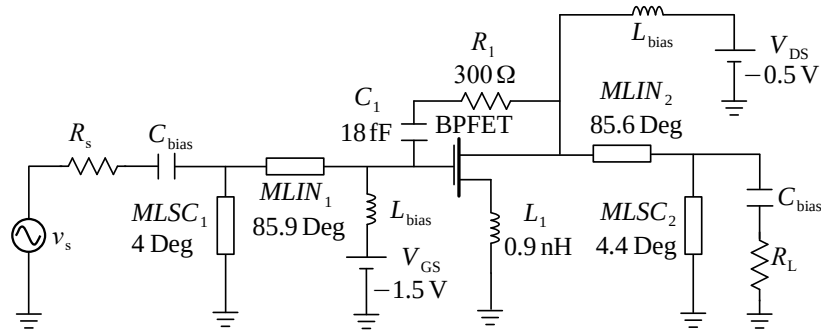 L_bias
V_DS
−0.5 V
R_1
300 Ω
C_1
18 fF
BPFET
MLIN_2
85.6 Deg
R_s
C_bias
MLSC_1
4 Deg
MLIN_1
85.9 Deg
L_bias
L_1
0.9 nH
MLSC_2
4.4 Deg
C_bias
v_s
V_GS
−1.5 V
R_L